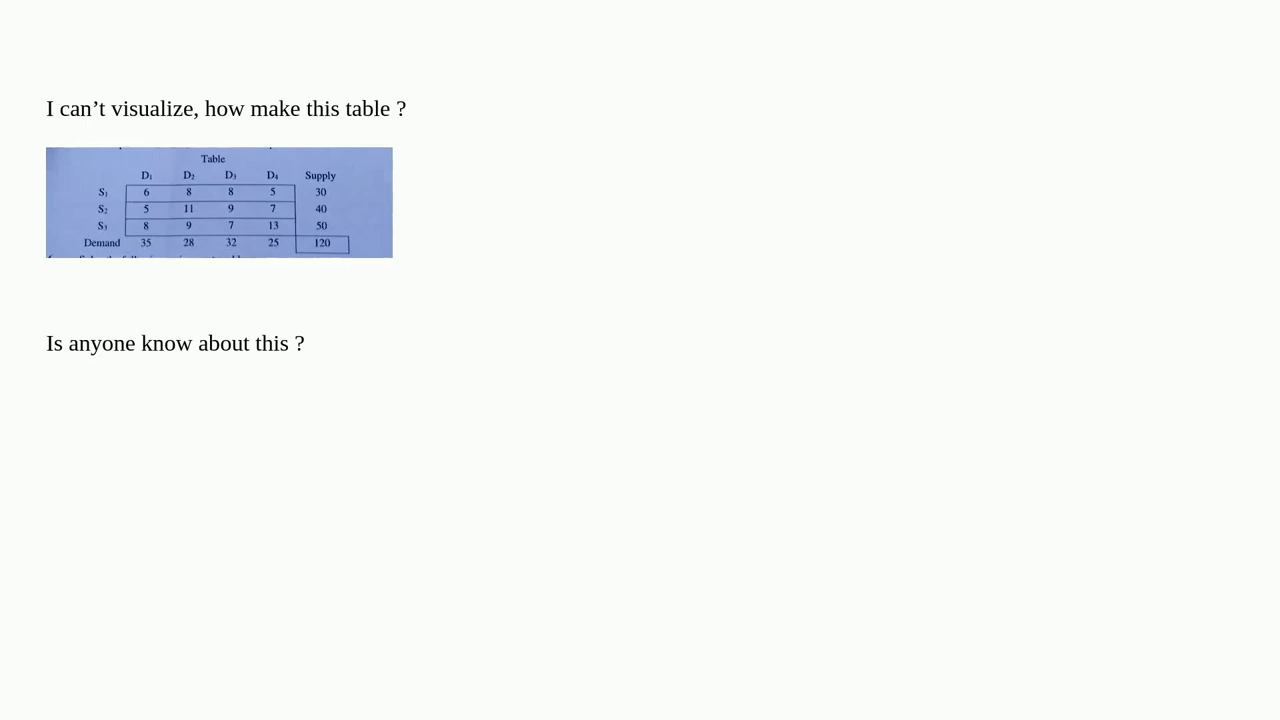 I can’t visualize, how make this table ?
Table
D₁ D₂ D₃ D₄ Supply
S₁ 6 8 8 5 30
S₂ 5 11 9 7 40
S₃ 8 9 7 13 50
Demand 35 28 32 25 120
Is anyone know about this ?